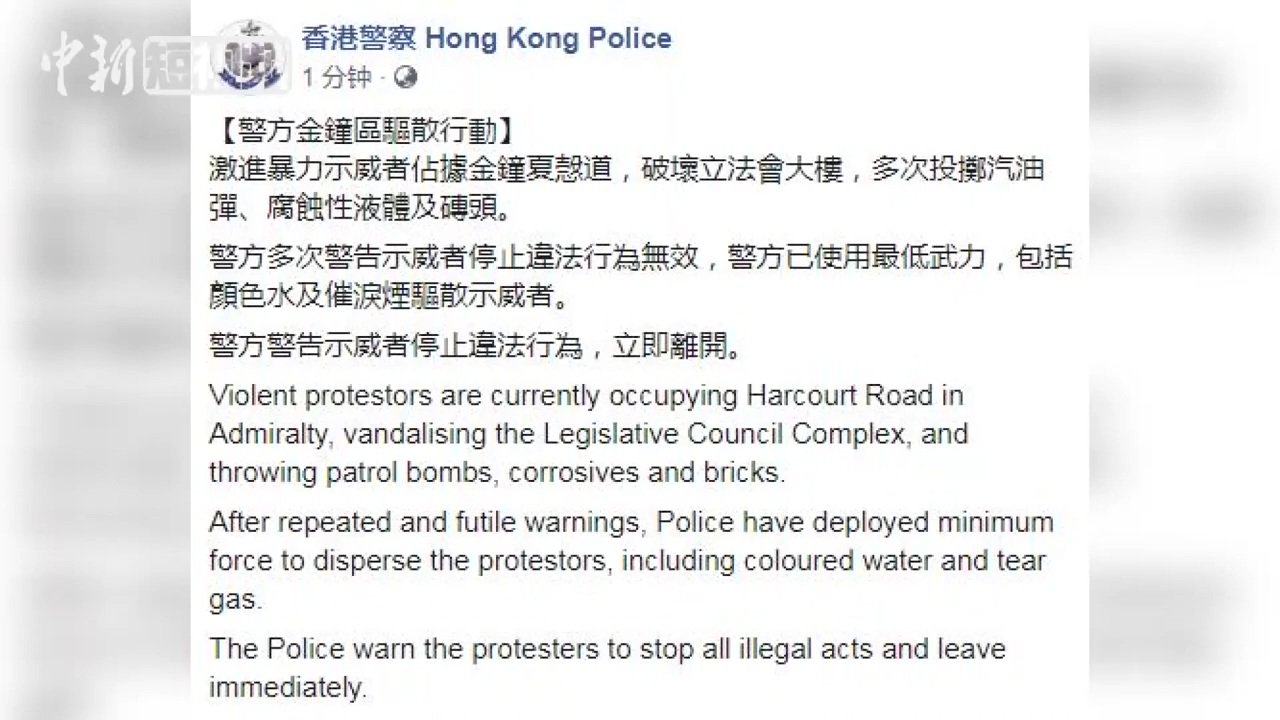 中新短视频
香港警察 Hong Kong Police
1 分钟 ·
【警方金鐘區驅散行動】
激進暴力示威者佔據金鐘夏慤道，破壞立法會大樓，多次投擲汽油
彈、腐蝕性液體及磚頭。
警方多次警告示威者停止違法行為無效，警方已使用最低武力，包括
顏色水及催淚煙驅散示威者。
警方警告示威者停止違法行為，立即離開。
Violent protestors are currently occupying Harcourt Road in
Admiralty, vandalising the Legislative Council Complex, and
throwing patrol bombs, corrosives and bricks.
After repeated and futile warnings, Police have deployed minimum
force to disperse the protestors, including coloured water and tear
gas.
The Police warn the protesters to stop all illegal acts and leave
immediately.